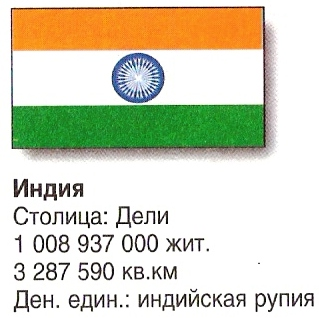 Индия
Столица: Дели
1 008 937 000 жит.
3 287 590 кв.км
Ден. един.: индийская рупия